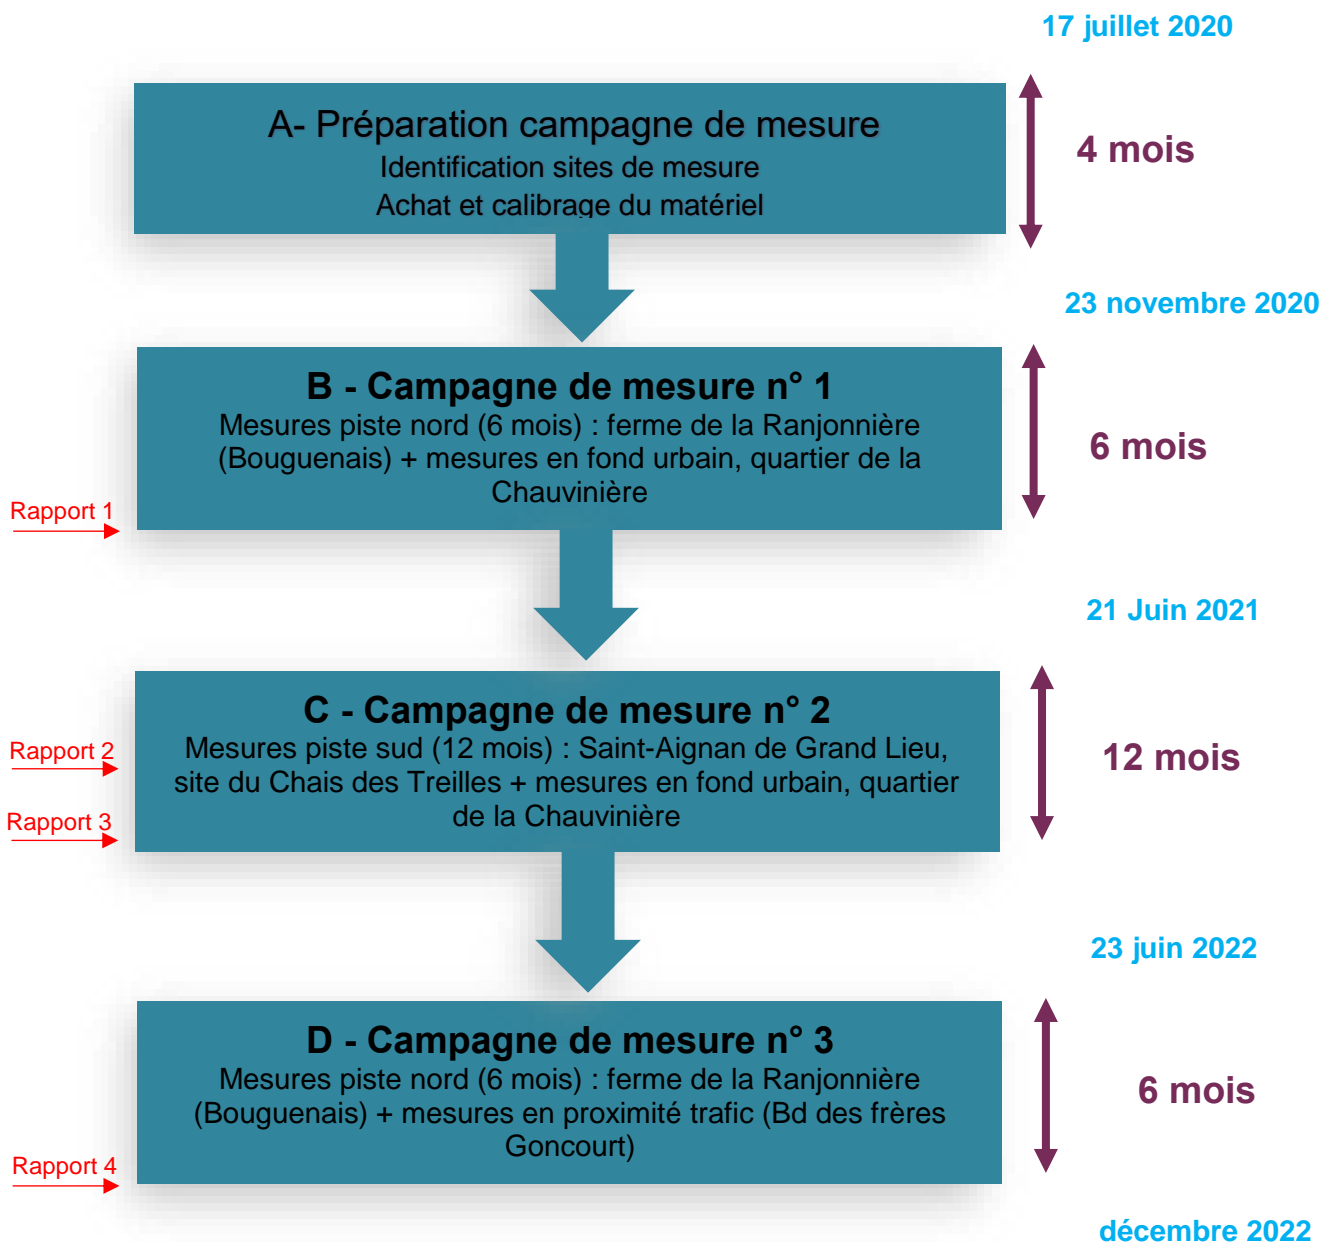 17 juillet 2020
A- Préparation campagne de mesure
Identification sites de mesure
Achat et calibrage du matériel
4 mois
23 novembre 2020
B - Campagne de mesure n° 1
Mesures piste nord (6 mois) : ferme de la Ranjonnière
(Bouguenais) + mesures en fond urbain, quartier de la
Chauvinière
6 mois
Rapport 1
21 Juin 2021
C - Campagne de mesure n° 2
Mesures piste sud (12 mois) : Saint-Aignan de Grand Lieu,
site du Chais des Treilles + mesures en fond urbain, quartier
de la Chauvinière
12 mois
Rapport 2
Rapport 3
23 juin 2022
D - Campagne de mesure n° 3
Mesures piste nord (6 mois) : ferme de la Ranjonnière
(Bouguenais) + mesures en proximité trafic (Bd des frères
Goncourt)
6 mois
Rapport 4
décembre 2022